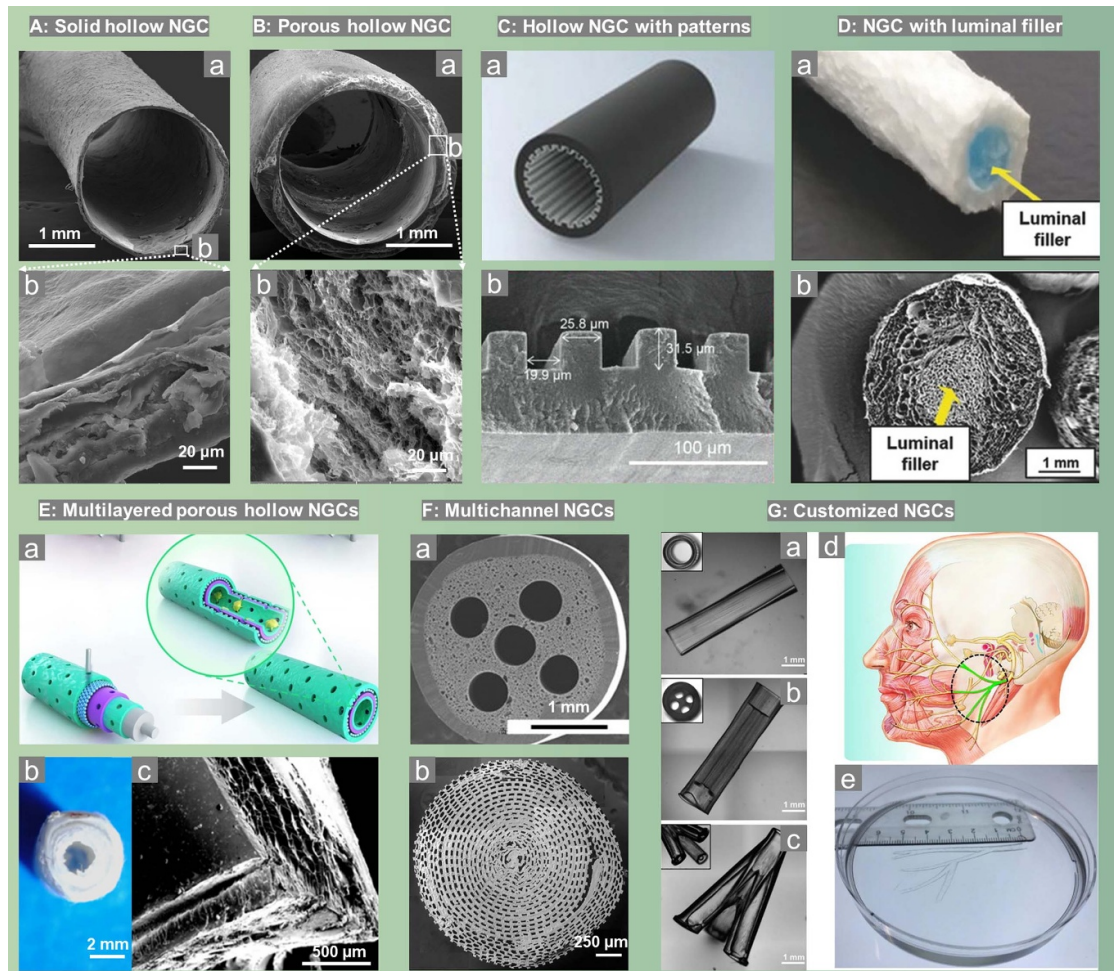 A: Solid hollow NGC
B: Porous hollow NGC
C: Hollow NGC with patterns
D: NGC with luminal filler
a
1 mm
b
a
b
1 mm
a
a
Luminal
filler
b
20 µm
b
20 µm
b
25.8 µm
19.9 µm
31.5 µm
100 µm
b
Luminal
filler
1 mm
E: Multilayered porous hollow NGCs
F: Multichannel NGCs
G: Customized NGCs
a
b
2 mm
c
500 µm
a
1 mm
b
250 µm
a
1 mm
b
1 mm
c
1 mm
d
e